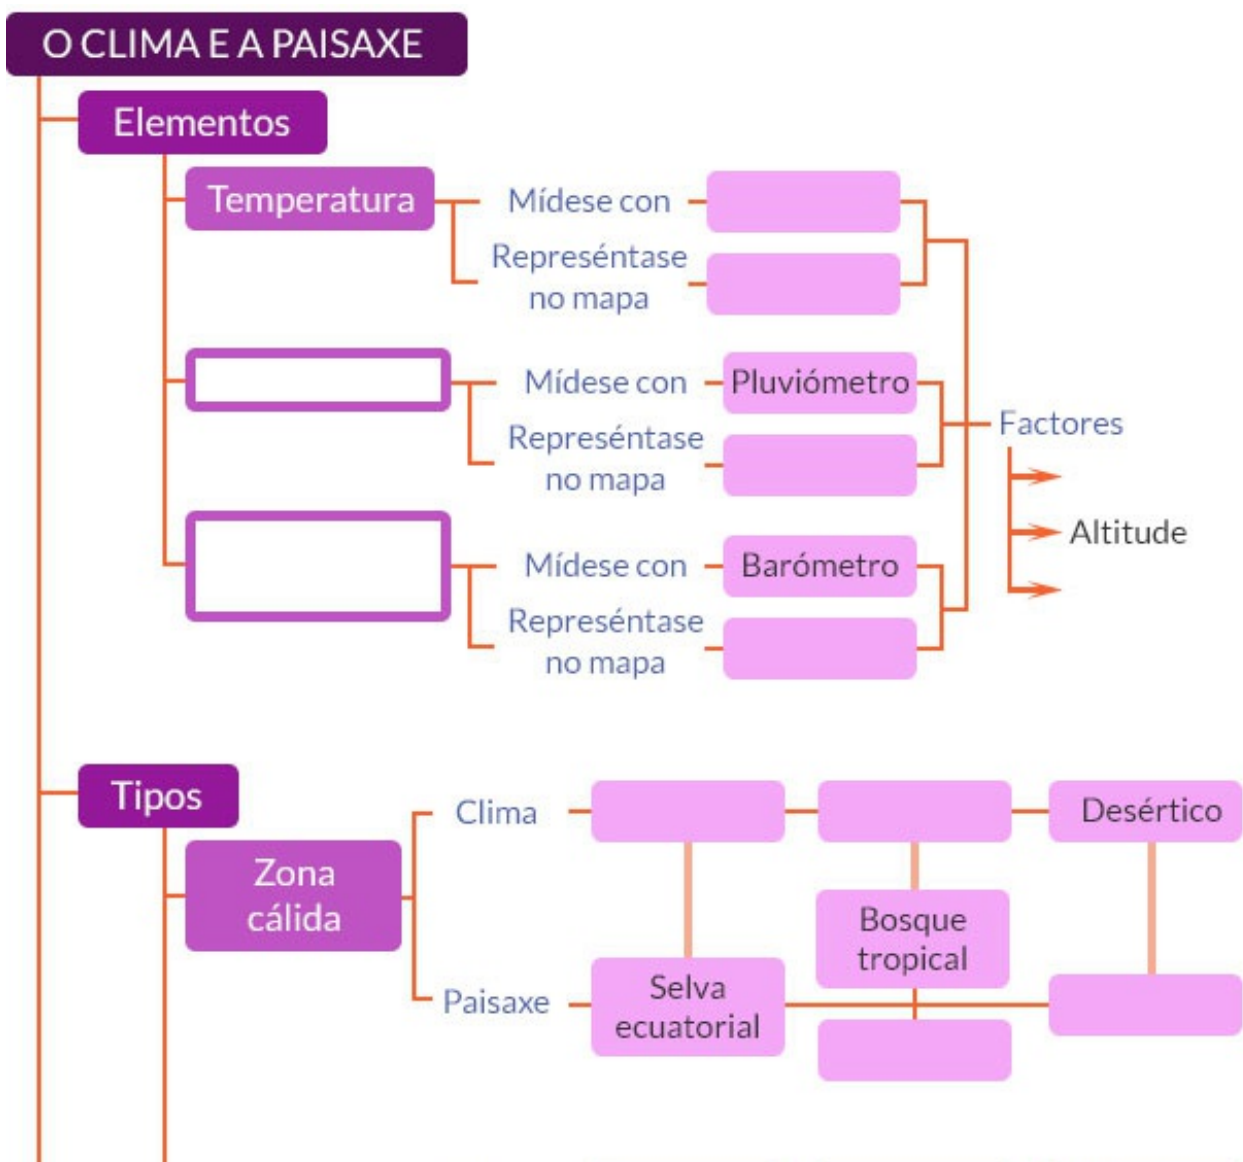 O CLIMA E A PAISAXE
Elementos
Temperatura
Mídese con
Represéntase
no mapa
Mídese con
Pluviómetro
Represéntase
no mapa
Factores
Altitude
Mídese con
Barómetro
Represéntase
no mapa
Tipos
Zona
cálida
Clima
Desértico
Bosque
tropical
Paisaxe
Selva
ecuatorial